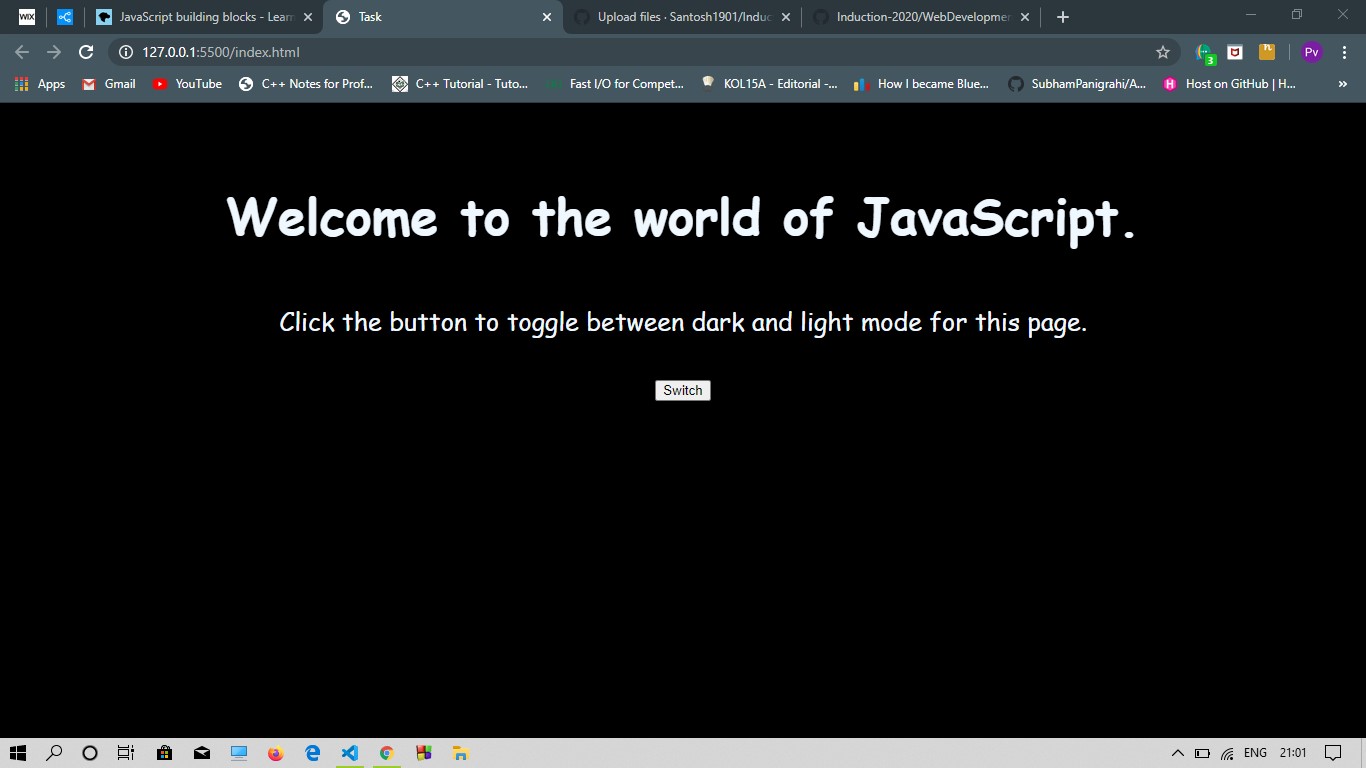 WIX
JavaScript building blocks - Learn
Task
Upload files · Santosh1901/Induc
Induction-2020/WebDevelopmen
127.0.0.1:5500/index.html
3
Pv
Apps
Gmail
YouTube
C++ Notes for Prof...
C++ Tutorial - Tuto...
Fast I/O for Compet...
KOL15A - Editorial -...
How I became Blue...
SubhamPanigrahi/A...
H
Host on GitHub | H...
»
Welcome to the world of JavaScript.
Click the button to toggle between dark and light mode for this page.
Switch
ENG
21:01